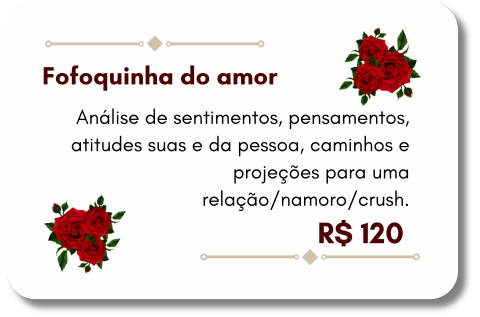 Fofoquinha do amor
Análise de sentimentos, pensamentos,
atitudes suas e da pessoa, caminhos e
projeções para uma
relação/namoro/crush.
R$ 120